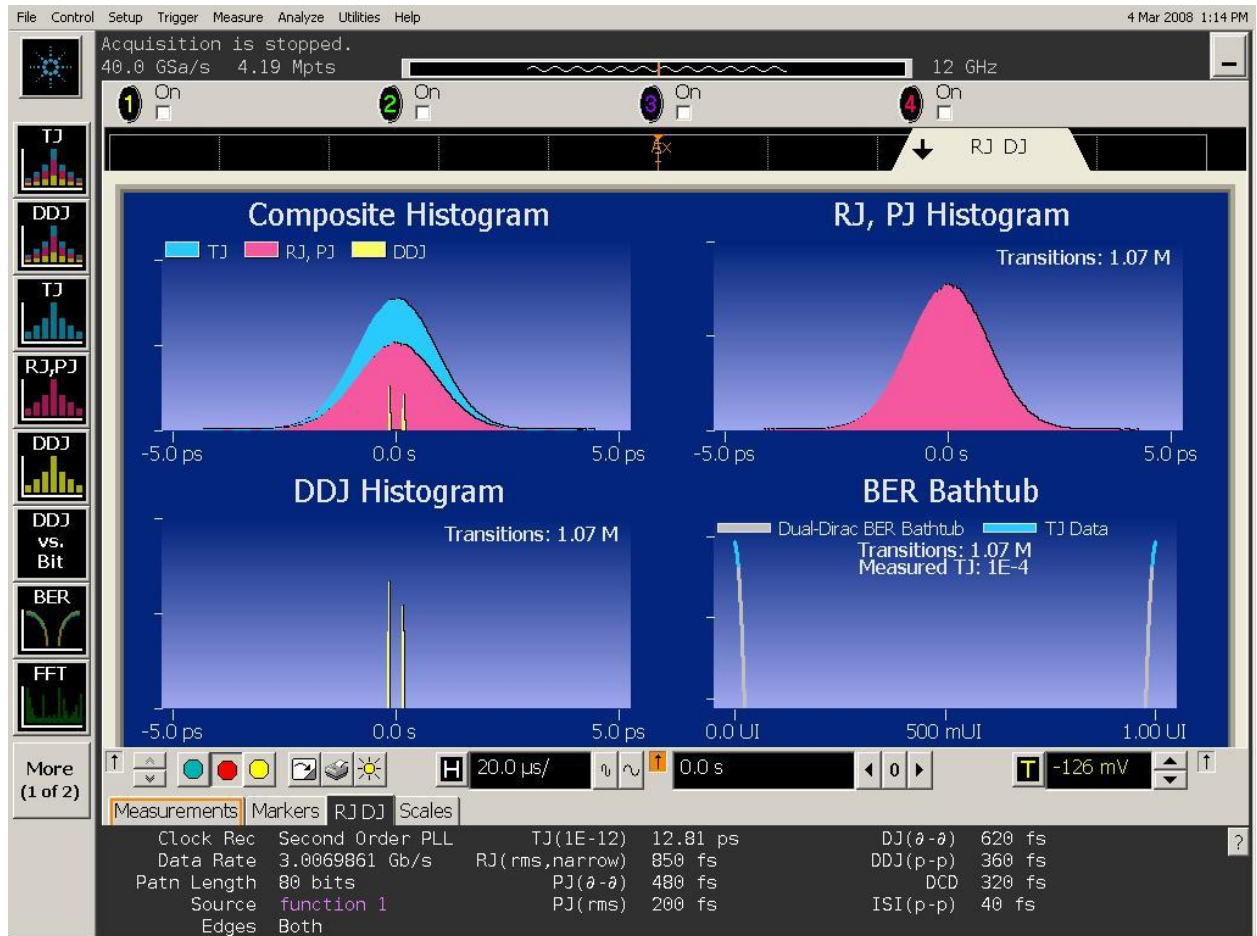 File Control Setup Trigger Measure Analyze Utilities Help 4 Mar 2008 1:14 PM
Acquisition is stopped.
40.0 GSa/s 4.19 Mpts 12 GHz
1 On 2 On 3 On 4 On
RJ DJ
TJ
DDJ
TJ
RJ,PJ
DDJ
DDJ
vs.
Bit
BER
FFT
More
(1 of 2)
Composite Histogram
TJ RJ, PJ DDJ
-5.0 ps 0.0 s 5.0 ps
RJ, PJ Histogram
Transitions: 1.07 M
-5.0 ps 0.0 s 5.0 ps
DDJ Histogram
Transitions: 1.07 M
-5.0 ps 0.0 s 5.0 ps
BER Bathtub
Dual-Dirac BER Bathtub TJ Data
Transitions: 1.07 M
Measured TJ: 1E-4
0.0 UI 500 mUI 1.00 UI
H 20.0 µs/ 0.0 s 0 T -126 mV
Measurements Markers RJ DJ Scales
Clock Rec Second Order PLL TJ(1E-12) 12.81 ps DJ(∂-∂) 620 fs
Data Rate 3.0069861 Gb/s RJ(rms,narrow) 850 fs DDJ(p-p) 360 fs
Patn Length 80 bits PJ(∂-∂) 480 fs DCD 320 fs
Source function 1 PJ(rms) 200 fs ISI(p-p) 40 fs
Edges Both
?